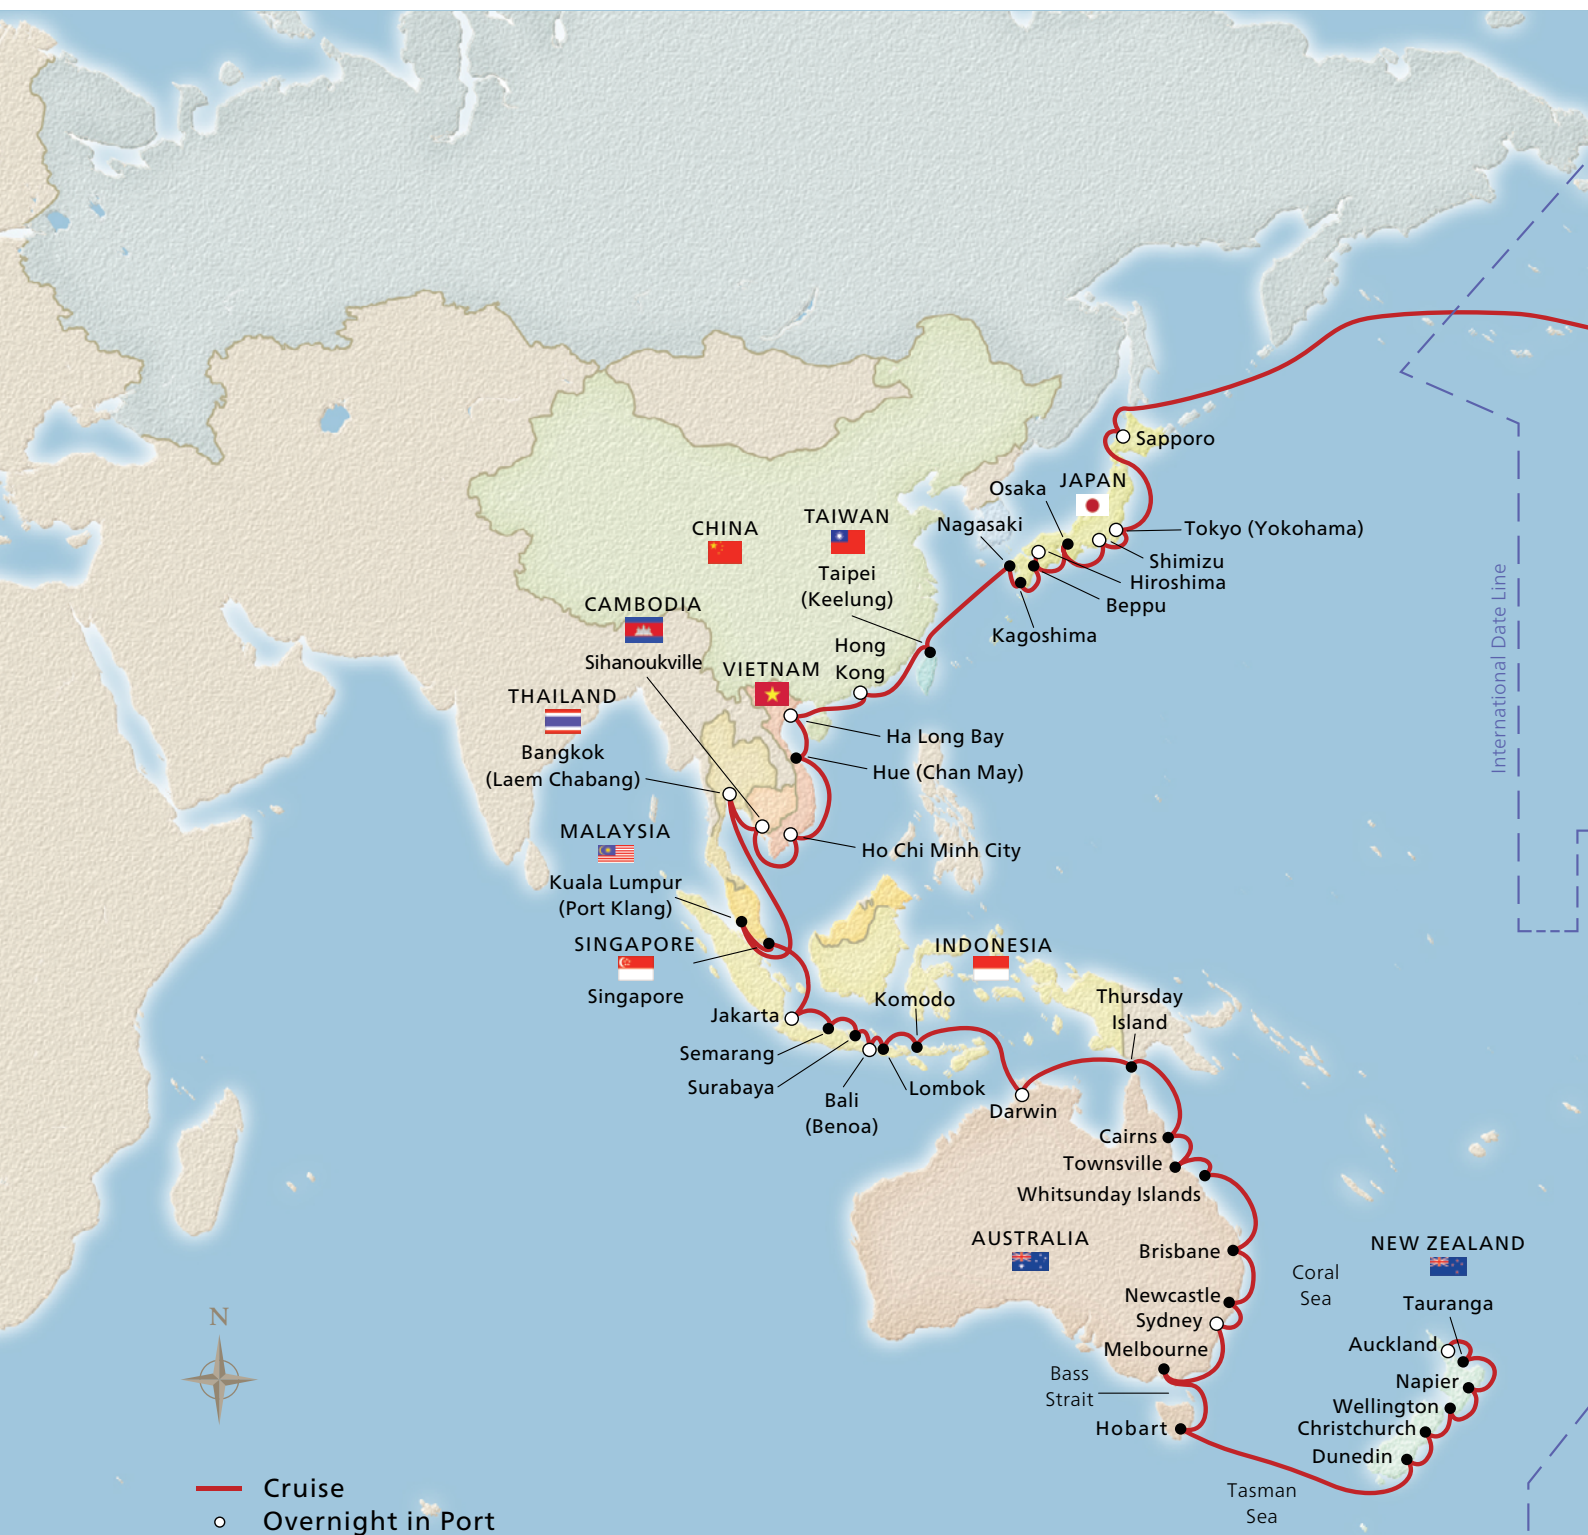 Sapporo
JAPAN
Osaka
Nagasaki
Tokyo (Yokohama)
Shimizu
Hiroshima
Beppu
Kagoshima
CHINA
TAIWAN
Taipei
(Keelung)
Hong
Kong
CAMBODIA
Sihanoukville
VIETNAM
THAILAND
Bangkok
(Laem Chabang)
Ha Long Bay
Hue (Chan May)
Ho Chi Minh City
MALAYSIA
Kuala Lumpur
(Port Klang)
SINGAPORE
Singapore
INDONESIA
Jakarta
Semarang
Surabaya
Bali
(Benoa)
Lombok
Komodo
Thursday
Island
Darwin
Cairns
Townsville
Whitsunday Islands
AUSTRALIA
Brisbane
Newcastle
Sydney
Melbourne
Bass
Strait
Hobart
Coral
Sea
NEW ZEALAND
Tauranga
Auckland
Napier
Wellington
Christchurch
Dunedin
Tasman
Sea
International Date Line
N
Cruise
Overnight in Port